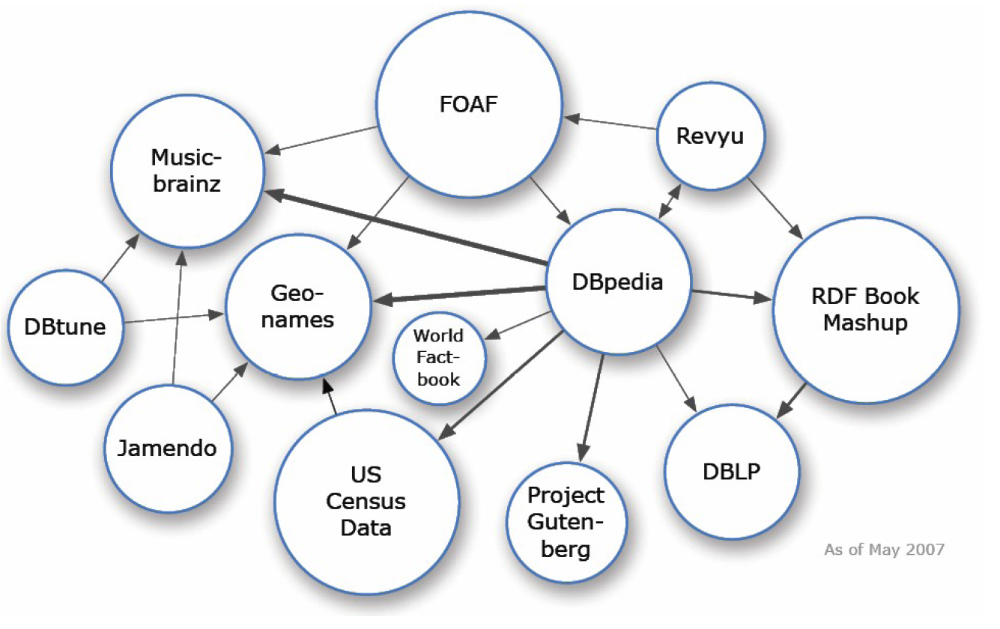 FOAF
Revyu
Music-
brainz
DBpedia
Geo-
names
RDF Book
Mashup
DBtune
World
Fact-
book
Jamendo
US
Census
Data
Project
Guten-
berg
DBLP
As of May 2007